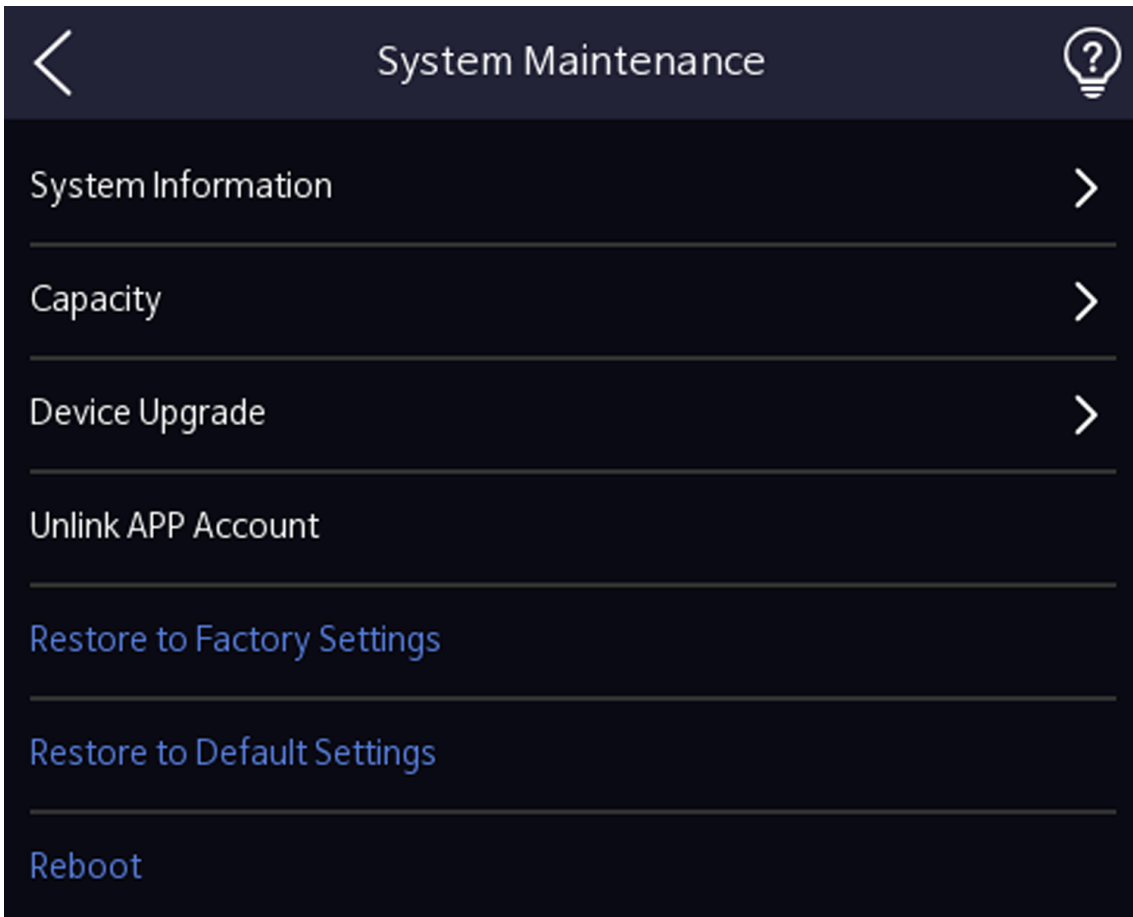 System Maintenance
?
System Information
Capacity
Device Upgrade
Unlink APP Account
Restore to Factory Settings
Restore to Default Settings
Reboot